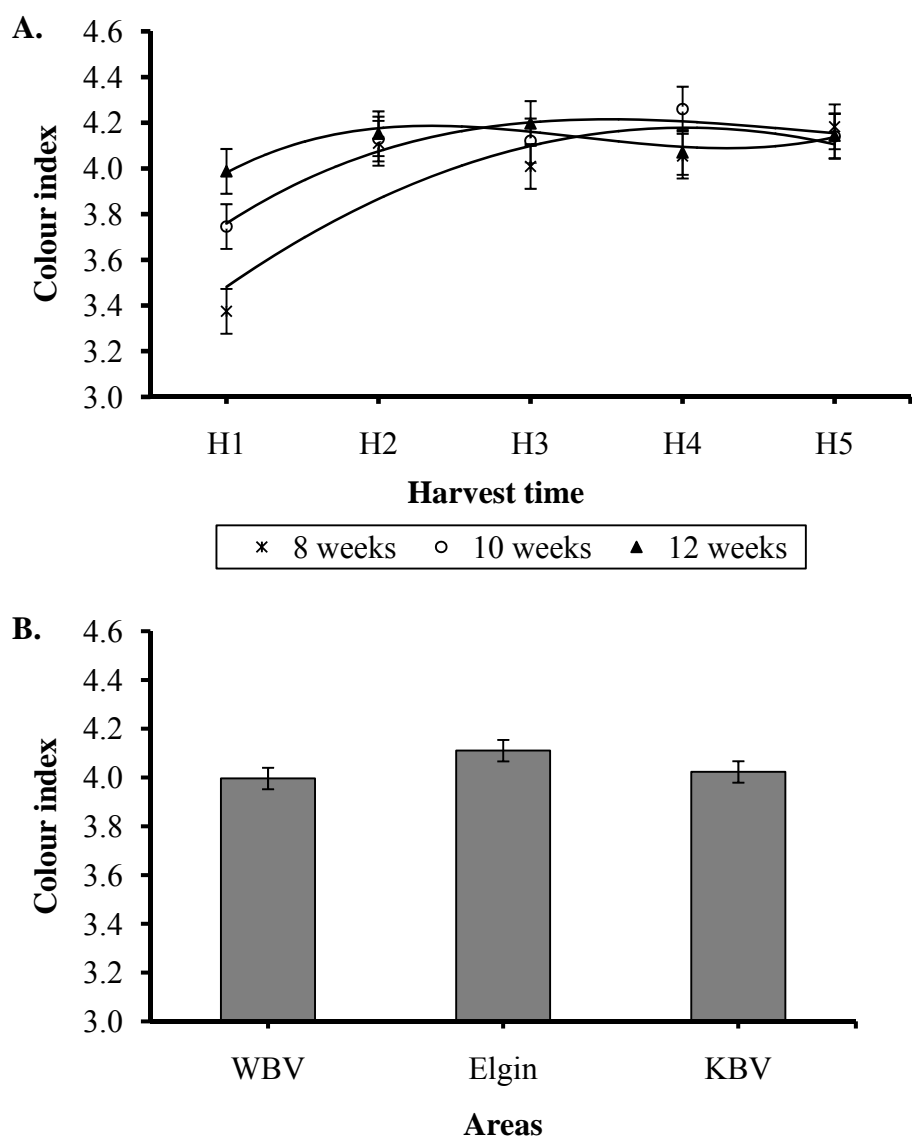 A.
4.6
4.4
4.2
4.0
3.8
3.6
3.4
3.2
3.0
Colour index
H1 H2 H3 H4 H5
Harvest time
8 weeks 10 weeks 12 weeks
B.
4.6
4.4
4.2
4.0
3.8
3.6
3.4
3.2
3.0
Colour index
WBV Elgin KBV
Areas